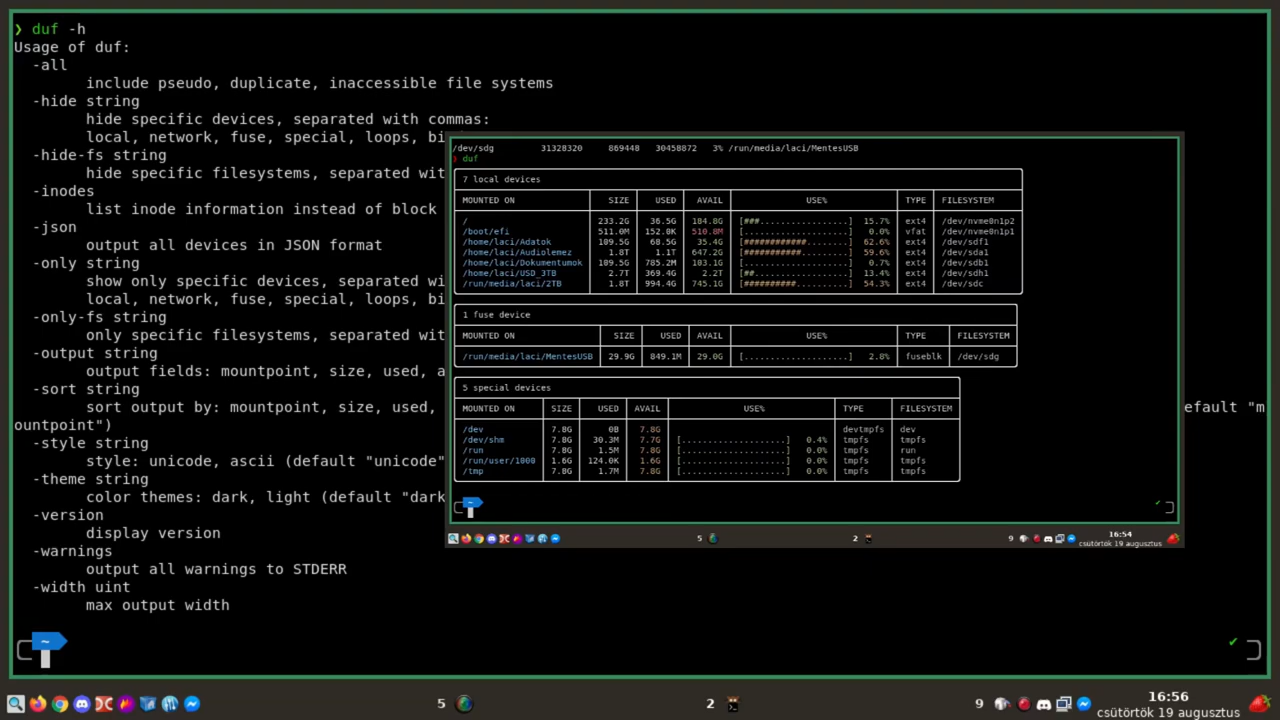 ❯ duf -h
Usage of duf:
-all
include pseudo, duplicate, inaccessible file systems
-hide string
hide specific devices, separated with commas:
local, network, fuse, special, loops, bi
-hide-fs string
hide specific filesystems, separated wit
-inodes
list inode information instead of block
-json
output all devices in JSON format
-only string
show only specific devices, separated wi
local, network, fuse, special, loops, bi
-only-fs string
only specific filesystems, separated wit
-output string
output fields: mountpoint, size, used, a
-sort string
sort output by: mountpoint, size, used, efault "m
ountpoint")
-style string
style: unicode, ascii (default "unicode"
-theme string
color themes: dark, light (default "dark
-version
display version
-warnings
output all warnings to STDERR
-width uint
max output width
~ ✔
/dev/sdg 31328320 869448 30458872 3% /run/media/laci/MentesUSB
❯ duf
7 local devices
MOUNTED ON SIZE USED AVAIL USE% TYPE FILESYSTEM
/ 233.2G 36.5G 184.8G [###.................] 15.7% ext4 /dev/nvme0n1p2
/boot/efi 511.0M 152.0K 510.8M [....................] 0.0% vfat /dev/nvme0n1p1
/home/laci/Adatok 109.5G 68.5G 35.4G [############........] 62.6% ext4 /dev/sdf1
/home/laci/Audiolemez 1.8T 1.1T 647.2G [###########.........] 59.6% ext4 /dev/sda1
/home/laci/Dokumentumok 109.5G 785.2M 103.1G [....................] 0.7% ext4 /dev/sdb1
/home/laci/USD_3TB 2.7T 369.4G 2.2T [##..................] 13.4% ext4 /dev/sdh1
/run/media/laci/2TB 1.8T 994.4G 745.1G [##########..........] 54.3% ext4 /dev/sdc
1 fuse device
MOUNTED ON SIZE USED AVAIL USE% TYPE FILESYSTEM
/run/media/laci/MentesUSB 29.9G 849.1M 29.0G [....................] 2.8% fuseblk /dev/sdg
5 special devices
MOUNTED ON SIZE USED AVAIL USE% TYPE FILESYSTEM
/dev 7.8G 0B 7.8G devtmpfs dev
/dev/shm 7.8G 30.3M 7.7G [....................] 0.4% tmpfs tmpfs
/run 7.8G 1.5M 7.8G [....................] 0.0% tmpfs run
/run/user/1000 1.6G 124.0K 1.6G [....................] 0.0% tmpfs tmpfs
/tmp 7.8G 1.7M 7.8G [....................] 0.0% tmpfs tmpfs
~ ✔
5 2 9 16:54
csütörtök 19 augusztus
5 2 9 16:56
csütörtök 19 augusztus